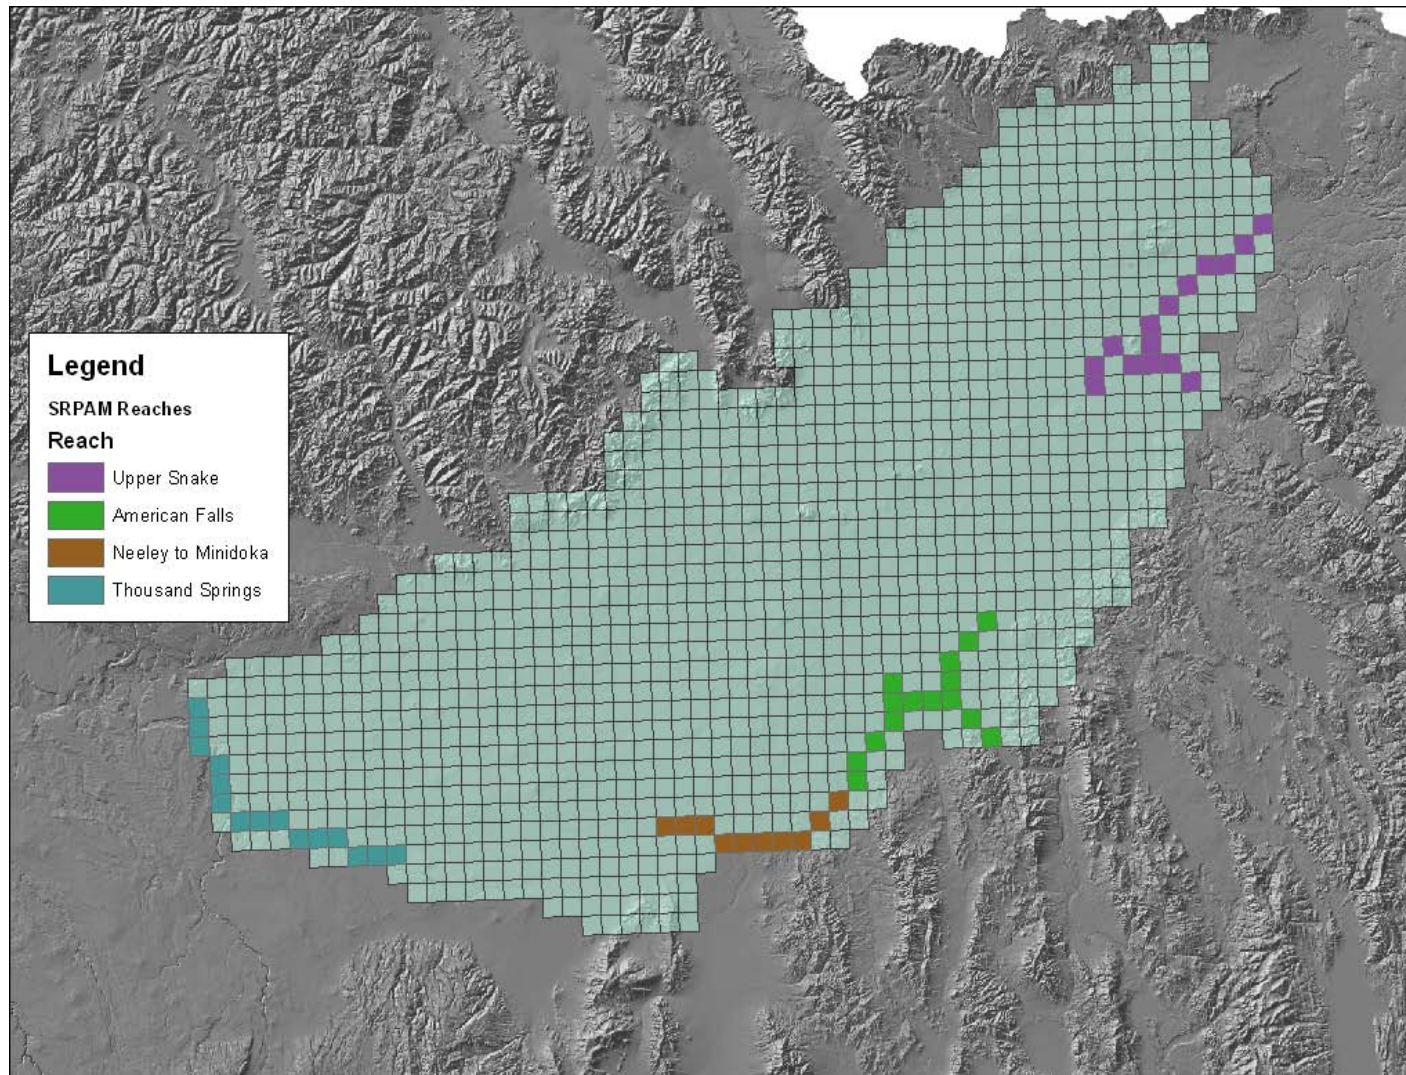 Legend
SRPAM Reaches
Reach
Upper Snake
American Falls
Neeley to Minidoka
Thousand Springs